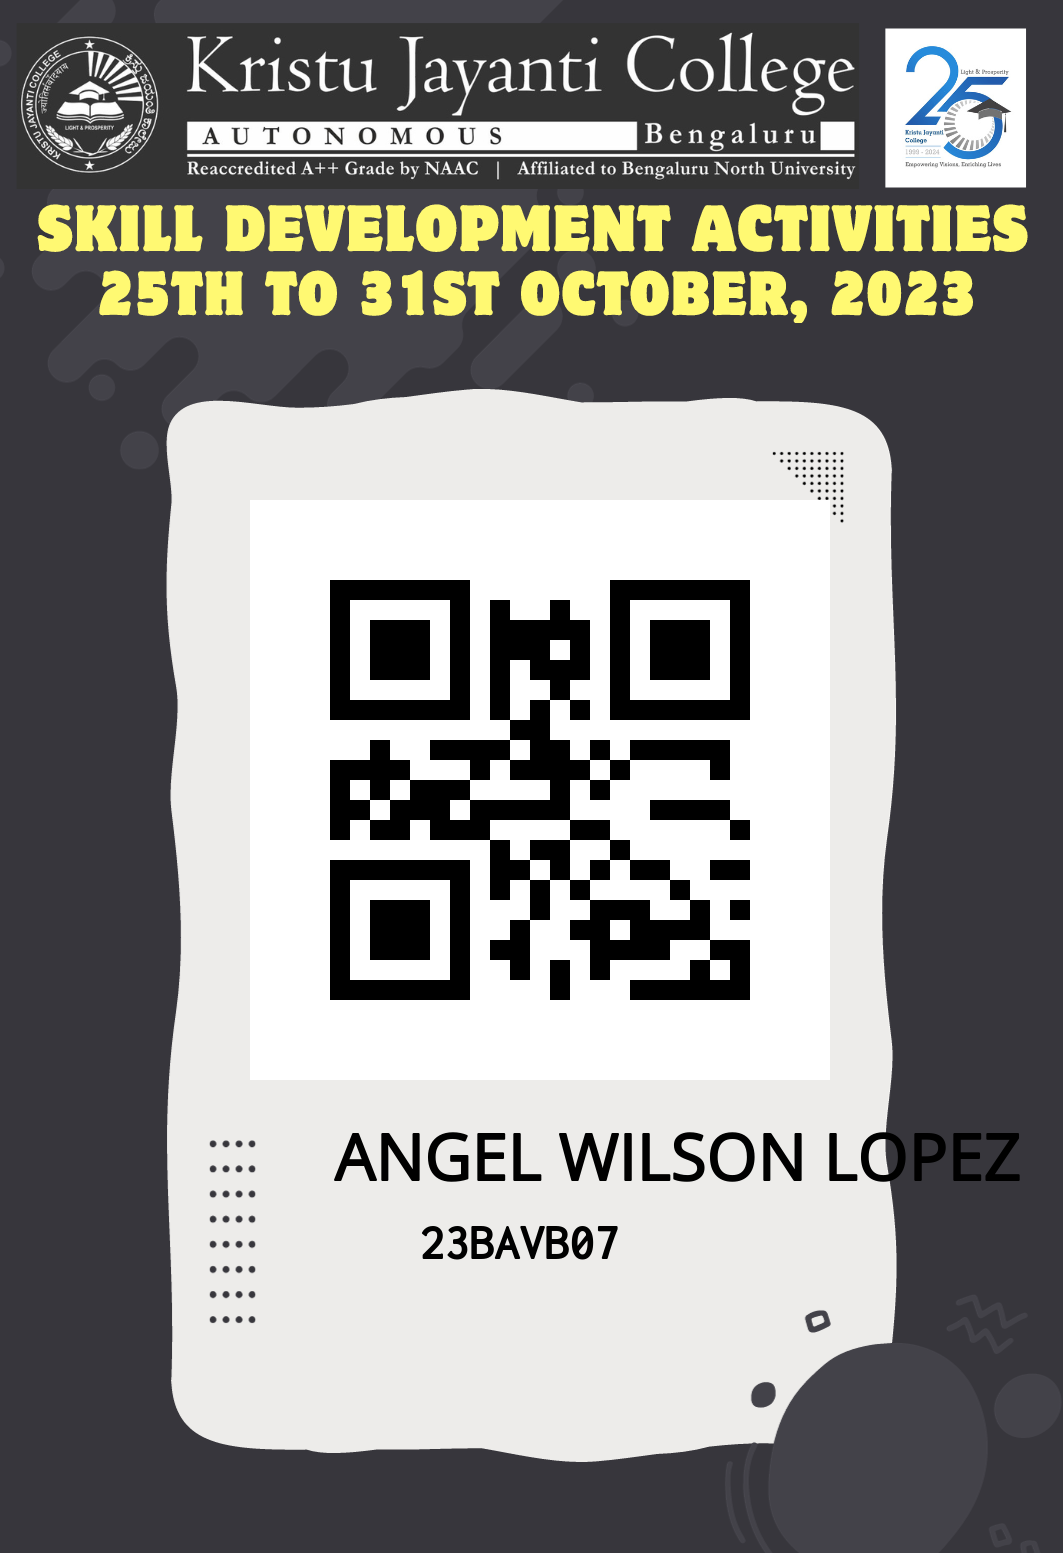 Kristu Jayanti College
AUTONOMOUS Bengaluru
Reaccredited A++ Grade by NAAC | Affiliated to Bengaluru North University
KRISTU JAYANTI COLLEGE
LIGHT & PROSPERITY
25
Light & Prosperity
Kristu Jayanti
College
1999 - 2024
Empowering Visions, Enriching Lives
SKILL DEVELOPMENT ACTIVITIES
25TH TO 31ST OCTOBER, 2023
ANGEL WILSON LOPEZ
23BAVB07